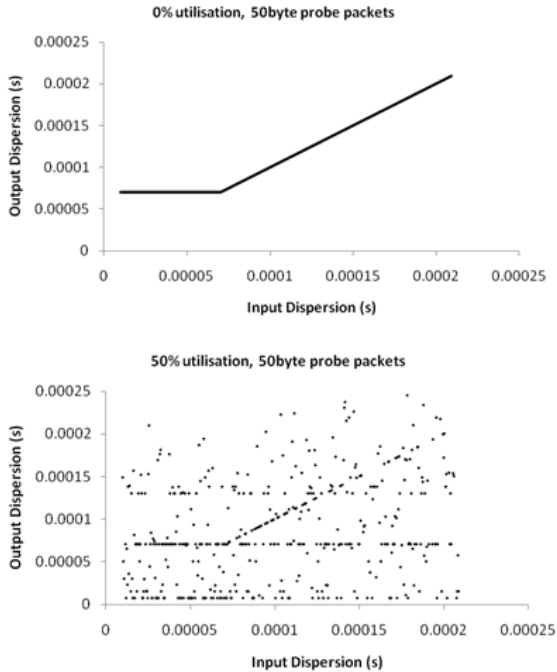 0% utilisation, 50byte probe packets
0.00025
0.0002
0.00015
0.0001
0.00005
0
Output Dispersion (s)
0 0.00005 0.0001 0.00015 0.0002 0.00025
Input Dispersion (s)
50% utilisation, 50byte probe packets
0.00025
0.0002
0.00015
0.0001
0.00005
0
Output Dispersion (s)
0 0.00005 0.0001 0.00015 0.0002 0.00025
Input Dispersion (s)